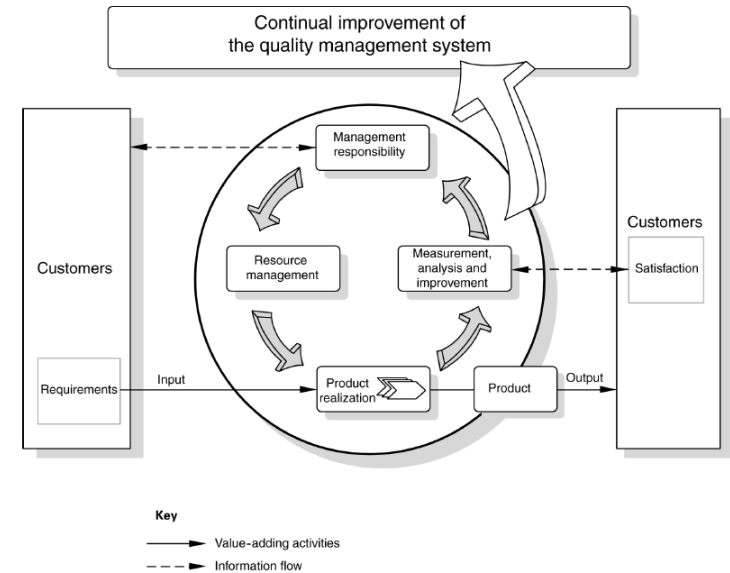 Continual improvement of
the quality management system
Management
responsibility
Customers
Resource
management
Measurement,
analysis and
improvement
Customers
Satisfaction
Requirements
Input
Product
realization
Product
Output
Key
Value-adding activities
Information flow